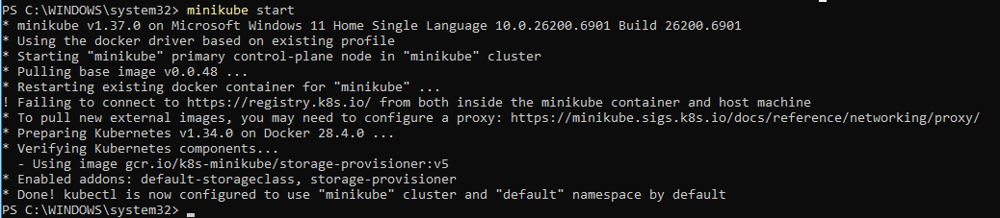 PS C:\WINDOWS\system32> minikube start
* minikube v1.37.0 on Microsoft Windows 11 Home Single Language 10.0.26200.6901 Build 26200.6901
* Using the docker driver based on existing profile
* Starting "minikube" primary control-plane node in "minikube" cluster
* Pulling base image v0.0.48 ...
* Restarting existing docker container for "minikube" ...
! Failing to connect to https://registry.k8s.io/ from both inside the minikube container and host machine
* To pull new external images, you may need to configure a proxy: https://minikube.sigs.k8s.io/docs/reference/networking/proxy/
* Preparing Kubernetes v1.34.0 on Docker 28.4.0 ...
* Verifying Kubernetes components...
  - Using image gcr.io/k8s-minikube/storage-provisioner:v5
* Enabled addons: default-storageclass, storage-provisioner
* Done! kubectl is now configured to use "minikube" cluster and "default" namespace by default
PS C:\WINDOWS\system32>